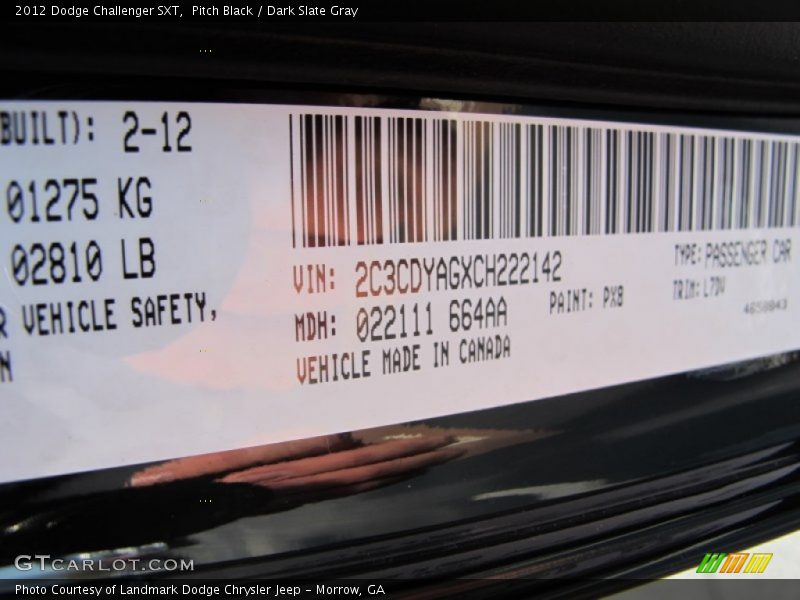 2012 Dodge Challenger SXT,  Pitch Black / Dark Slate Gray
BUILT): 2-12
01275 KG
02810 LB
VEHICLE SAFETY,
VIN: 2C3CDYAGXCH222142
MDH: 022111 664AA
VEHICLE MADE IN CANADA
PAINT: PX8
TYPE: PASSENGER CAR
TRIM: L7DV
4658043
GTCARLOT.COM
Photo Courtesy of Landmark Dodge Chrysler Jeep - Morrow, GA